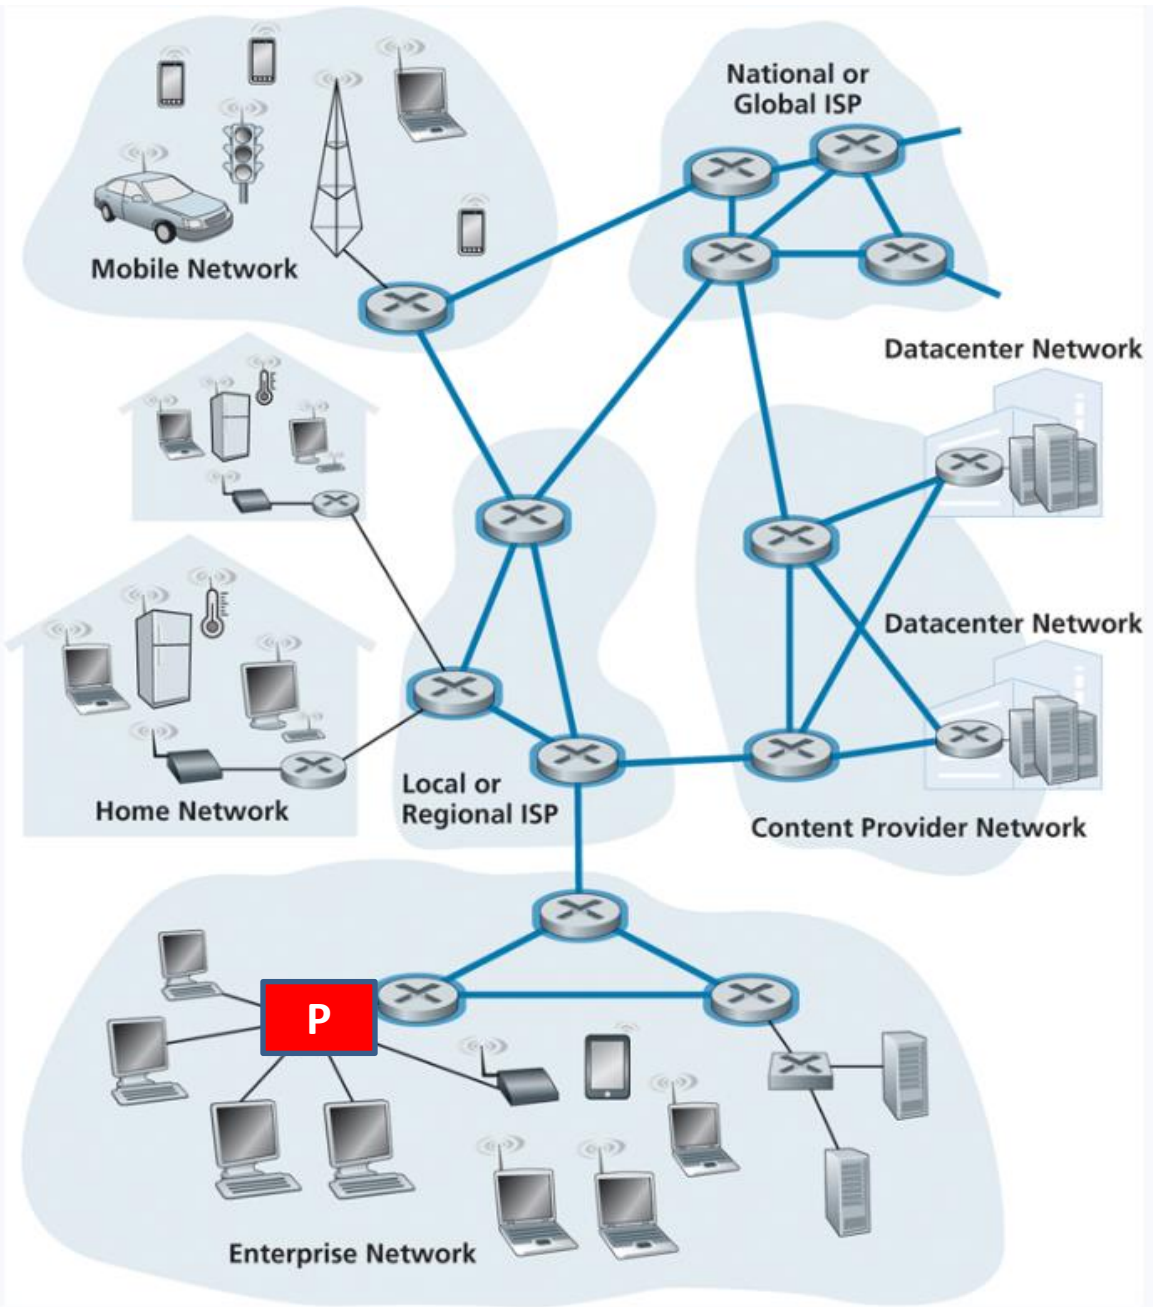 National or
Global ISP
Mobile Network
Datacenter Network
Datacenter Network
Local or
Regional ISP
Home Network
Content Provider Network
P
Enterprise Network